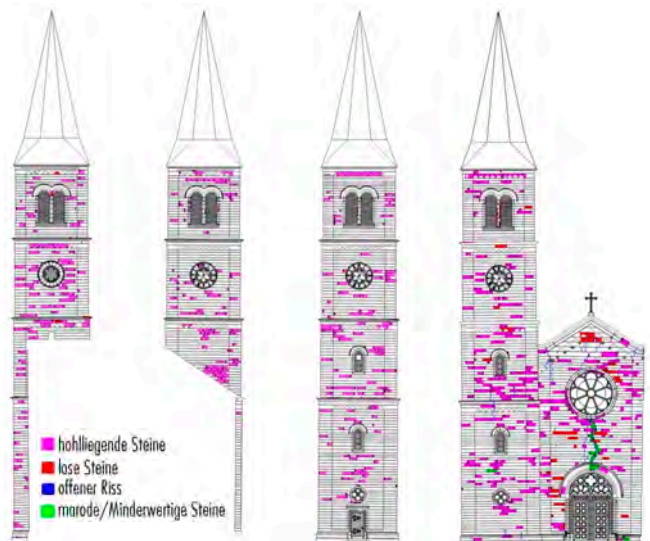 hohlliegende Steine
lose Steine
offener Riss
marode/Minderwertige Steine